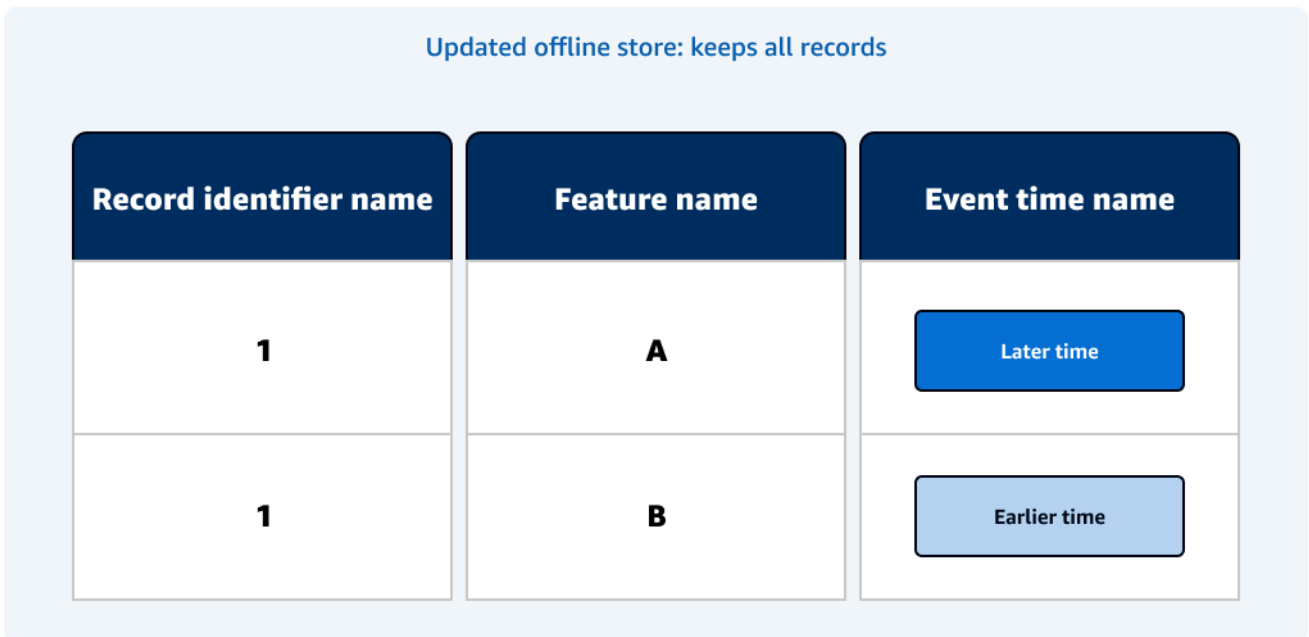 Updated offline store: keeps all records
Record identifier name Feature name Event time name
1 A Later time
1 B Earlier time